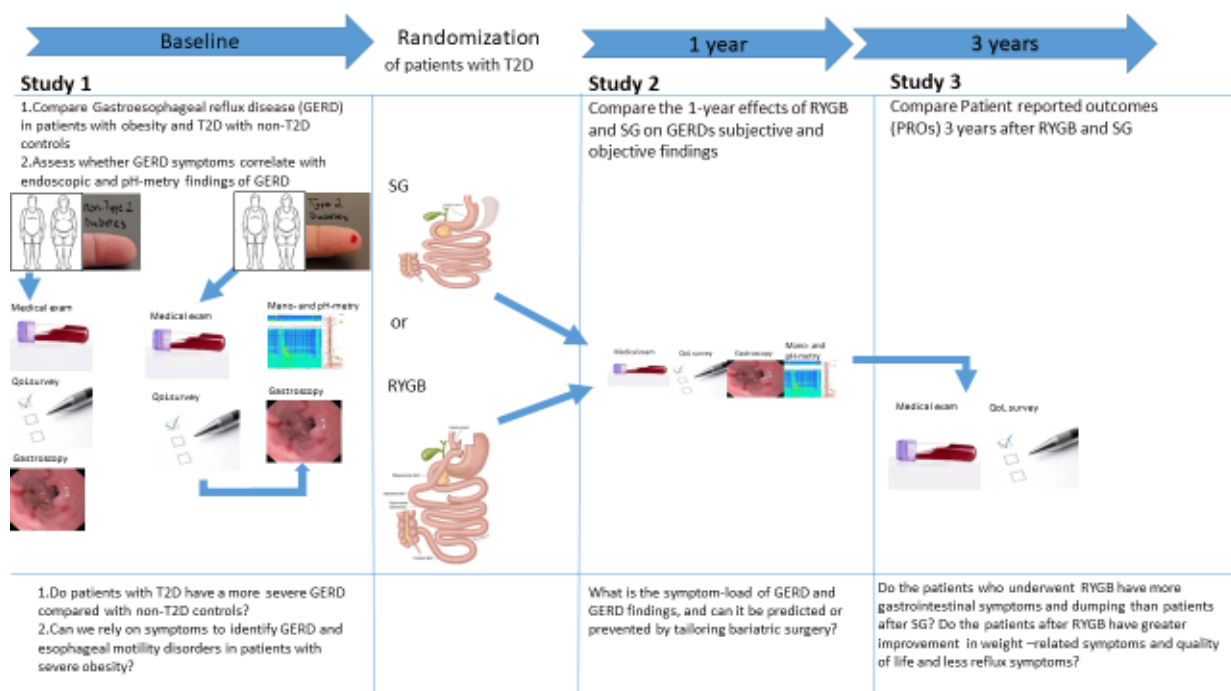 Baseline
Randomization
of patients with T2D
1 year
3 years
Study 1
1.Compare Gastroesophageal reflux disease (GERD)
in patients with obesity and T2D with non-T2D
controls
2.Assess whether GERD symptoms correlate with
endoscopic and pH-metry findings of GERD
Non-Type 2
Diabetes
Type 2
Diabetes
Medical exam
QoLsurvey
Gastroscopy
Medical exam
QoLsurvey
Mano- and pH-metry
Gastroscopy
SG
or
RYGB
Study 2
Compare the 1-year effects of RYGB
and SG on GERDs subjective and
objective findings
Medical exam
QoL survey
Gastroscopy
Mano- and
pH-metry
Study 3
Compare Patient reported outcomes
(PROs) 3 years after RYGB and SG
Medical exam
QoL survey
1.Do patients with T2D have a more severe GERD
compared with non-T2D controls?
2.Can we rely on symptoms to identify GERD and
esophageal motility disorders in patients with
severe obesity?
What is the symptom-load of GERD and
GERD findings, and can it be predicted or
prevented by tailoring bariatric surgery?
Do the patients who underwent RYGB have more
gastrointestinal symptoms and dumping than patients
after SG? Do the patients after RYGB have greater
improvement in weight –related symptoms and quality
of life and less reflux symptoms?